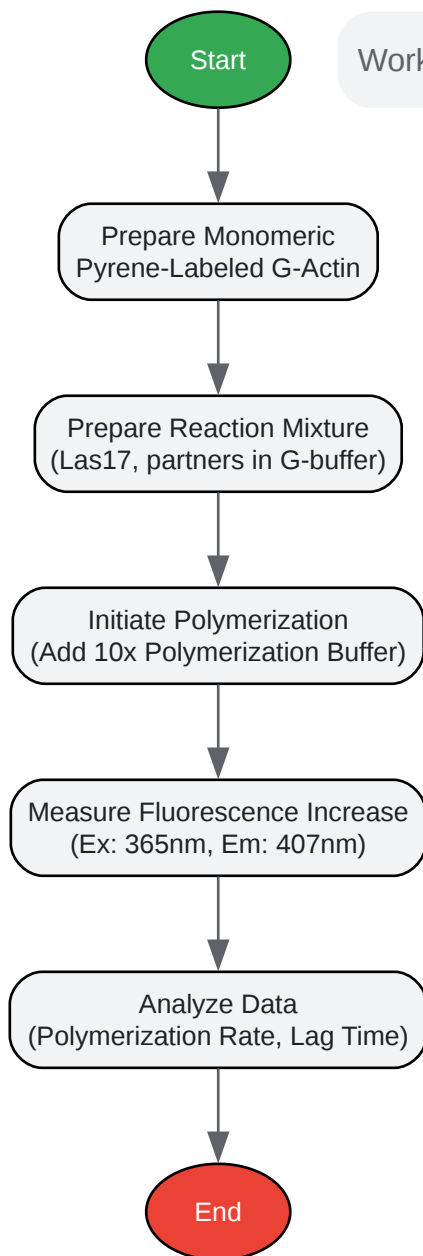 Start
Work
Prepare Monomeric
Pyrene-Labeled G-Actin
Prepare Reaction Mixture
(Las17, partners in G-buffer)
Initiate Polymerization
(Add 10x Polymerization Buffer)
Measure Fluorescence Increase
(Ex: 365nm, Em: 407nm)
Analyze Data
(Polymerization Rate, Lag Time)
End